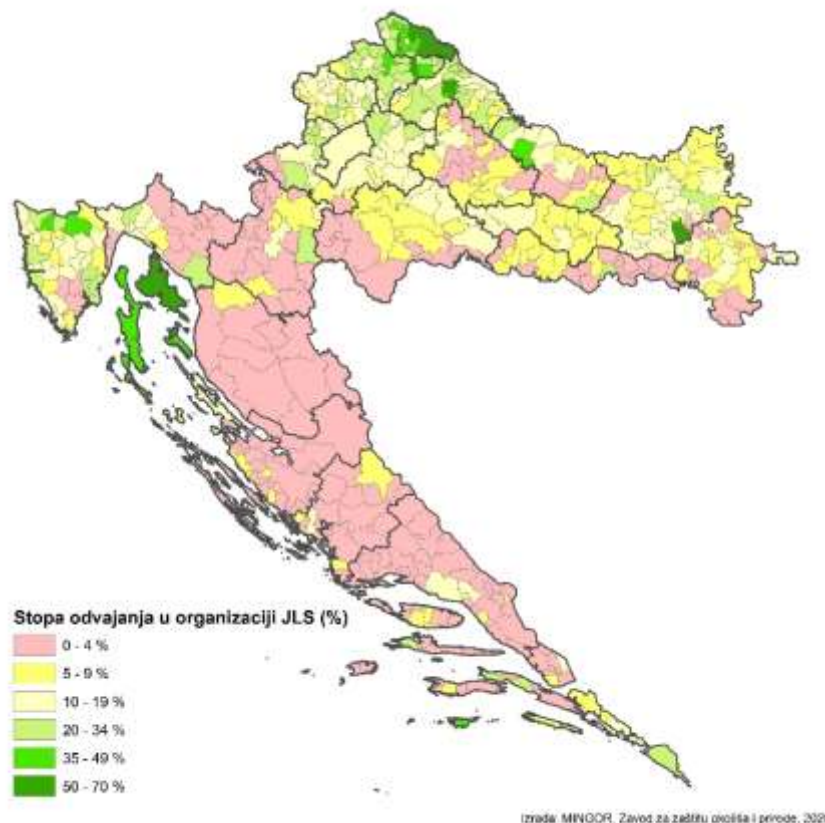 Stopa odvajanja u organizaciji JLS (%)
0 - 4 %
5 - 9 %
10 - 19 %
20 - 34 %
35 - 49 %
50 - 70 %
Izrada: MINGOR, Zavod za zaštitu okoliša i prirode,